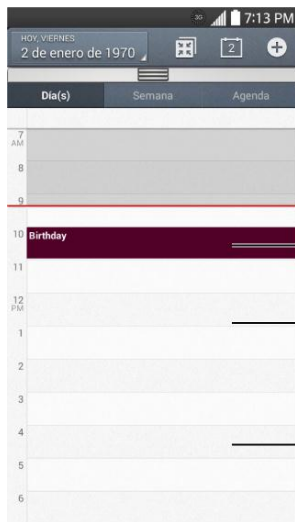 3G 7:13 PM
HOY, VIERNES
2 de enero de 1970
2
Día(s) Semana Agenda
7
AM
8
9
10 Birthday
11
12
PM
1
2
3
4
5
6